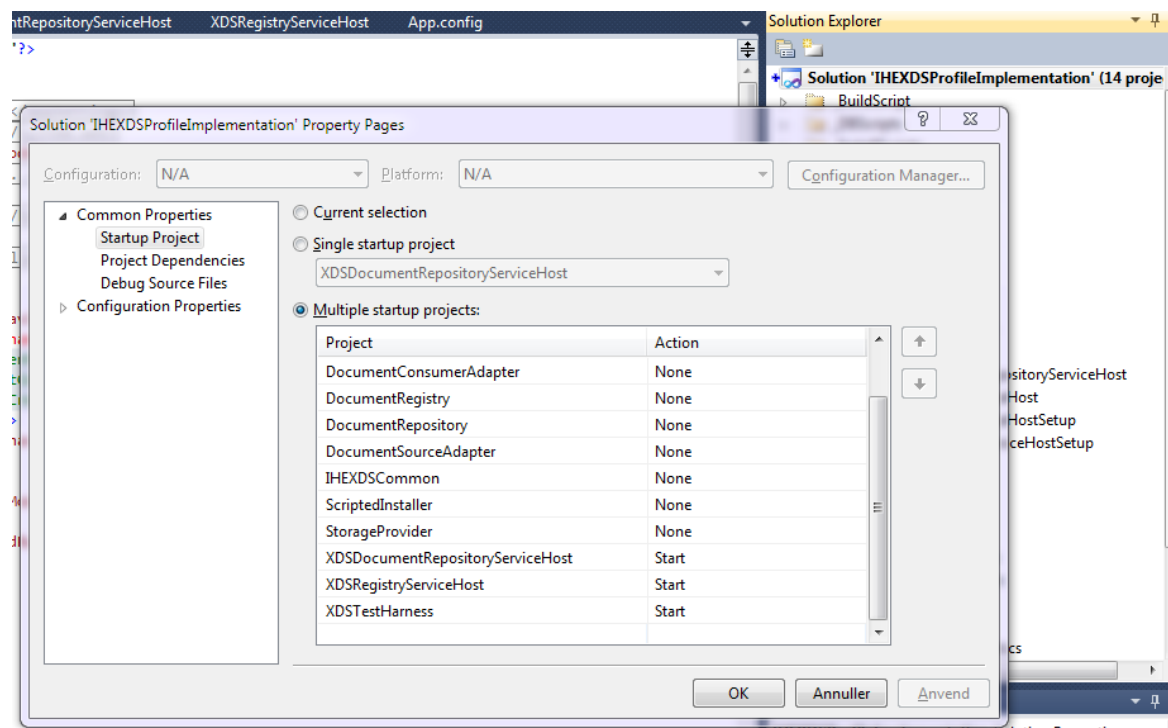 ntRepositoryServiceHost XDSRegistryServiceHost App.config
Solution Explorer
'?>
Solution 'IHEXDSProfileImplementation' (14 proje
BuildScript
Solution 'IHEXDSProfileImplementation' Property Pages
Configuration: N/A Platform: N/A Configuration Manager...
Common Properties
Startup Project
Project Dependencies
Debug Source Files
Configuration Properties
Current selection
Single startup project
XDSDocumentRepositoryServiceHost
Multiple startup projects:
Project Action
DocumentConsumerAdapter None
DocumentRegistry None
DocumentRepository None
DocumentSourceAdapter None
IHEXDSCommon None
ScriptedInstaller None
StorageProvider None
XDSDocumentRepositoryServiceHost Start
XDSRegistryServiceHost Start
XDSTestHarness Start
OK Annuller Anvend
ositoryServiceHost
Host
HostSetup
ceHostSetup
cs